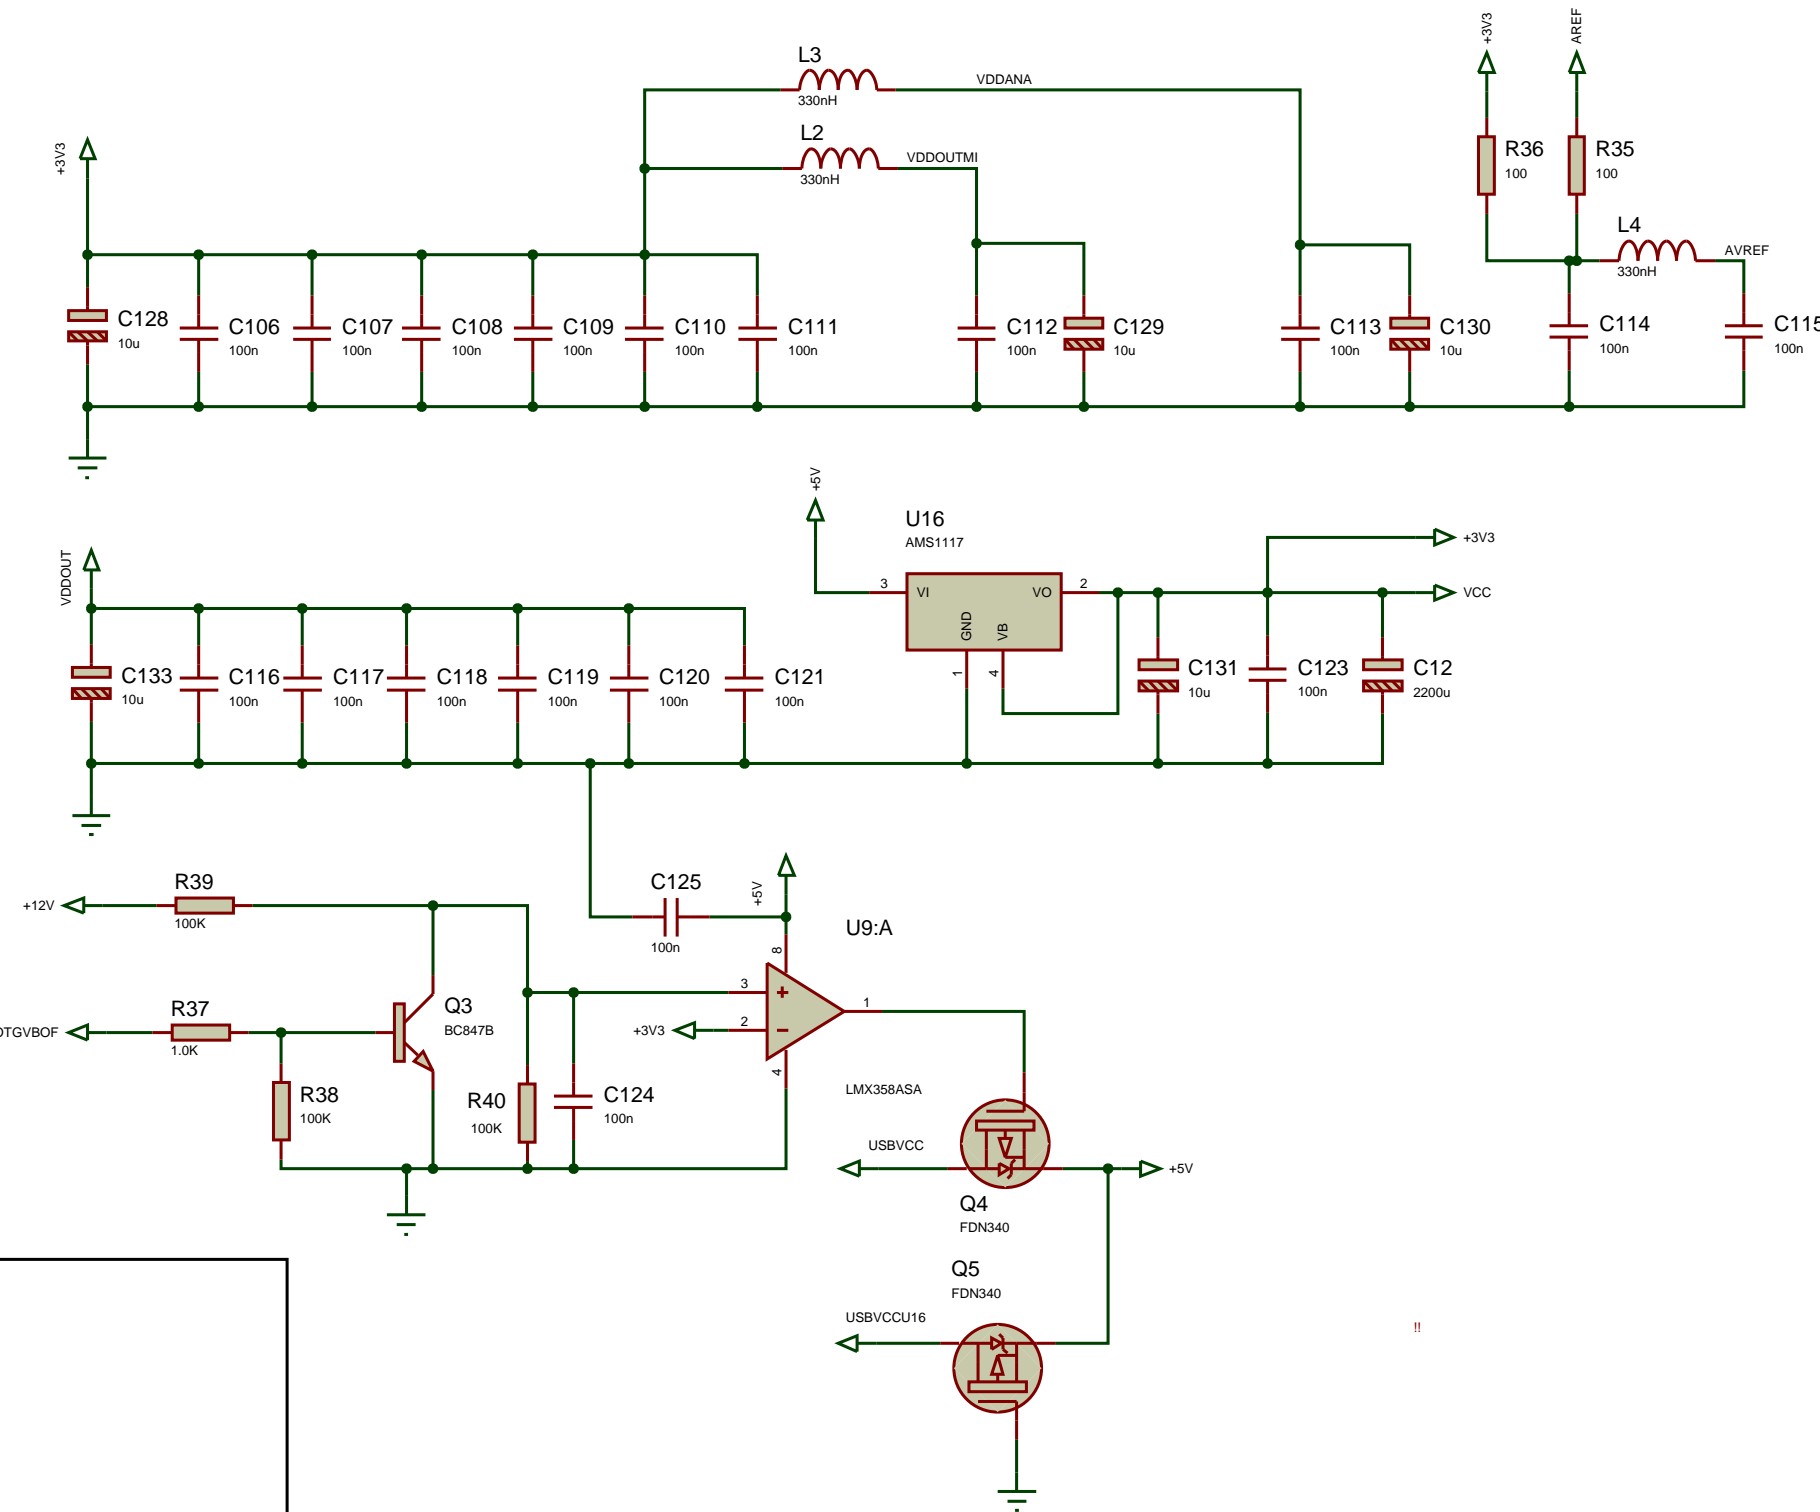 +3V3
AREF
L3
330nH
VDDANA
L2
330nH
VDDOUTMI
+3V3
R36
100
R35
100
L4
330nH
AVREF
C128
10u
C106
100n
C107
100n
C108
100n
C109
100n
C110
100n
C111
100n
C112
100n
C129
10u
C113
100n
C130
10u
C114
100n
C115
100n
+5V
U16
AMS1117
+3V3
VDDOUT
3
VI
VO
2
GND
VB
1
4
VCC
C133
10u
C116
100n
C117
100n
C118
100n
C119
100n
C120
100n
C121
100n
C131
10u
C123
100n
C12
2200u
+12V
R39
100K
C125
100n
+5V
8
U9:A
3
+
1
+3V3
2
−
4
OTGVBOF
R37
1.0K
Q3
BC847B
R38
100K
R40
100K
C124
100n
LMX358ASA
USBVCC
+5V
Q4
FDN340
Q5
FDN340
USBVCCU16
!!